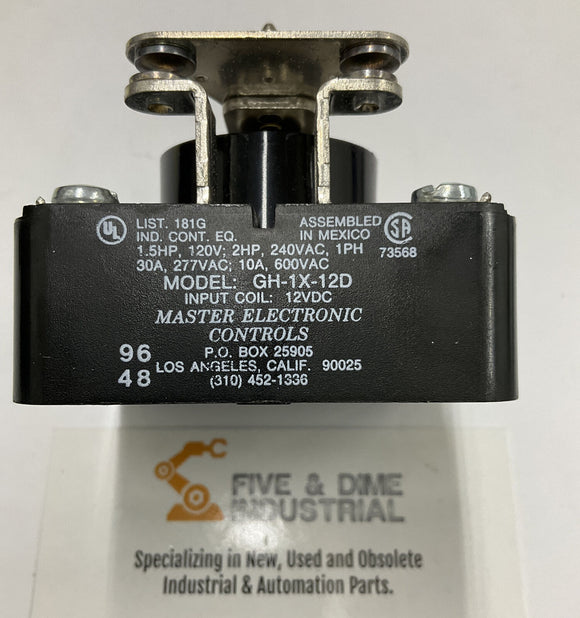 UL
LIST. 181G
IND. CONT. EQ.
ASSEMBLED
IN MEXICO
SA
73568
1.5HP, 120V; 2HP, 240VAC, 1PH
30A, 277VAC; 10A, 600VAC
MODEL: GH-1X-12D
INPUT COIL: 12VDC
MASTER ELECTRONIC
CONTROLS
P.O. BOX 25905
LOS ANGELES, CALIF. 90025
(310) 452-1336
96
48
FIVE & DIME
INDUSTRIAL
Specializing in New, Used and Obsolete
Industrial & Automation Parts.